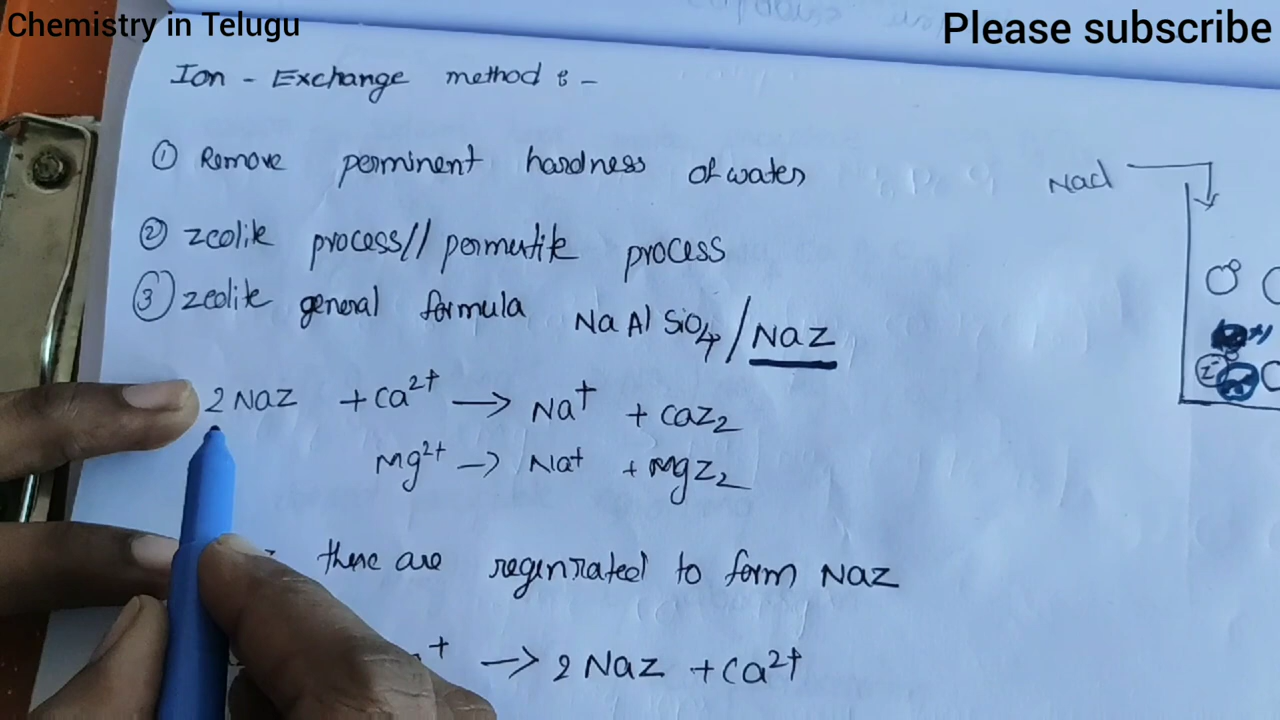 Chemistry in Telugu
Please subscribe
Ion - Exchange method :-
① Remove perminent hardness of water
Nacl
② zeolite process// permutite process
③ zeolite general formula NaAlSiO4/NaZ
2NaZ + Ca2+ → Na+ + CaZ2
Mg2+ → Na+ + MgZ2
there are regenrated to form NaZ
+ → 2NaZ + Ca2+